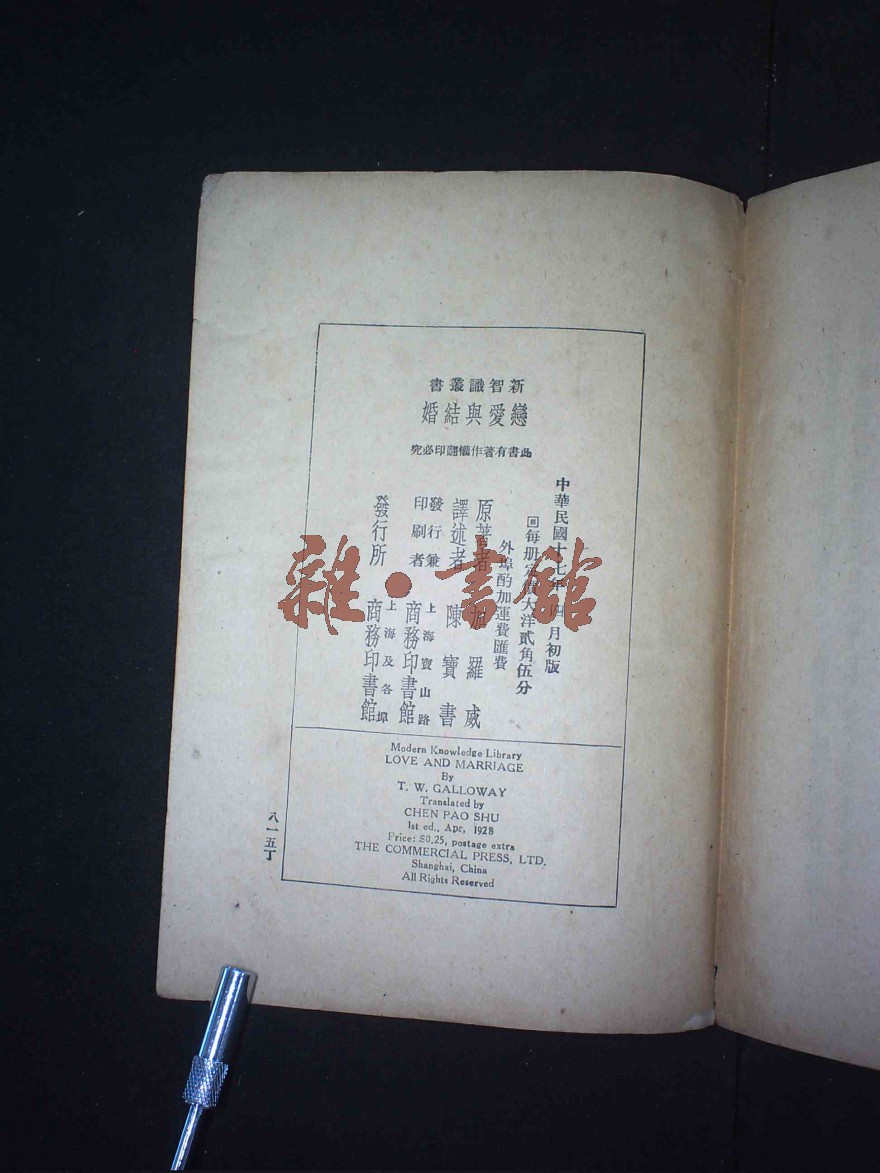 新智識叢書
戀愛與結婚
此書有著作權翻印必究
中華民國十七年四月初版
回每册定價大洋貳角伍分
外埠酌加運費匯費
原著者 加羅威
譯述者 陳寶書
發行兼印刷者 上海寶山路 商務印書館
發行所 上海及各埠 商務印書館
Modern Knowledge Library
LOVE AND MARRIAGE
By
T. W. GALLOWAY
Translated by
CHEN PAO SHU
1st ed., Apr, 1928
Price: $0.25, postage extra
THE COMMERCIAL PRESS, LTD.
Shanghai, China
All Rights Reserved
八一五丁
雜·書館